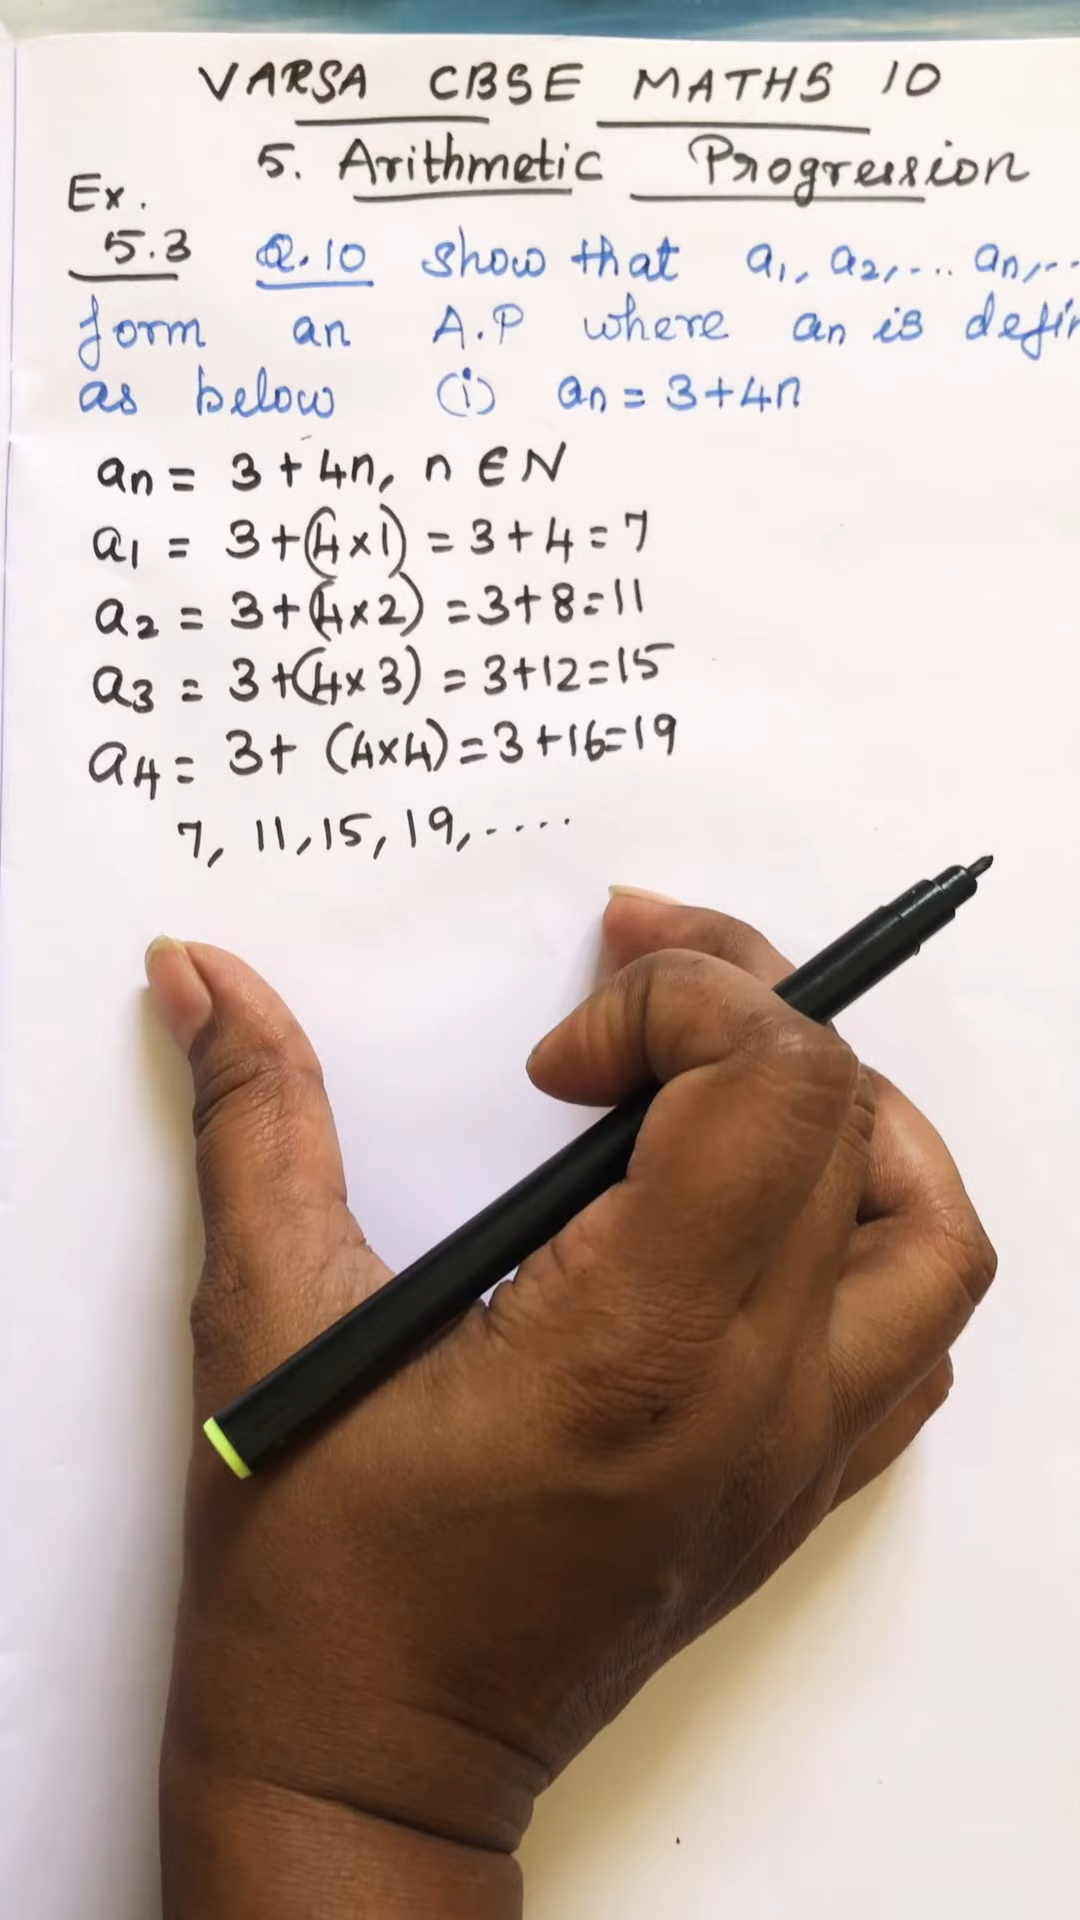 VARSA CBSE MATHS 10
5. Arithmetic Progression
Ex.
5.3 Q.10 show that a1, a2,... an,..
form an A.P where an is defin
as below (i) an = 3+4n
an = 3 + 4n, n ∈ N
a1 = 3+(4×1) = 3+4=7
a2 = 3+(4×2) =3+8=11
a3 = 3+(4×3) = 3+12=15
a4 = 3+ (4×4)=3+16=19
7, 11,15, 19,.....